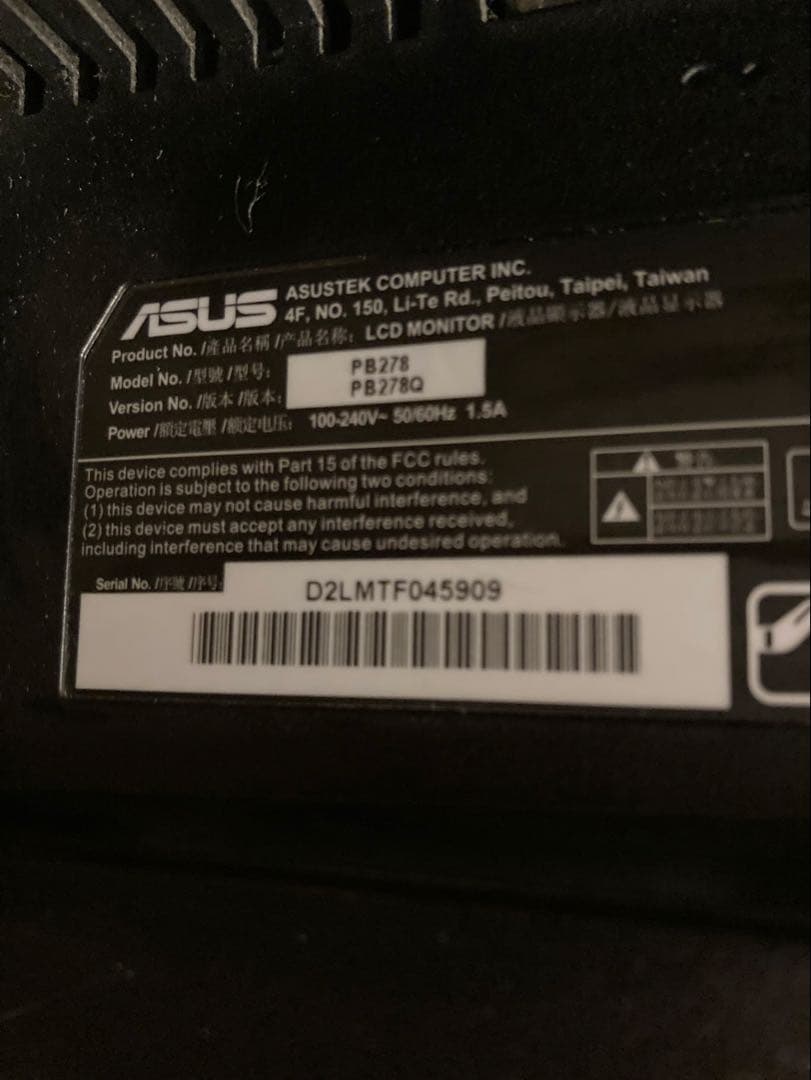 ASUS
ASUSTEK COMPUTER INC.
4F, NO. 150, Li-Te Rd., Peitou, Taipei, Taiwan
Product No. /產品名稱 /产品名称: LCD MONITOR /液晶顯示器/液晶显示器
Model No. /型號 /型号: PB278
Version No. /版本 /版本: PB278Q
Power /額定電壓 /额定电压: 100-240V~ 50/60Hz 1.5A
This device complies with Part 15 of the FCC rules.
Operation is subject to the following two conditions:
(1) this device may not cause harmful interference, and
(2) this device must accept any interference received,
including interference that may cause undesired operation.
Serial No. /序號 /序号: D2LMTF045909